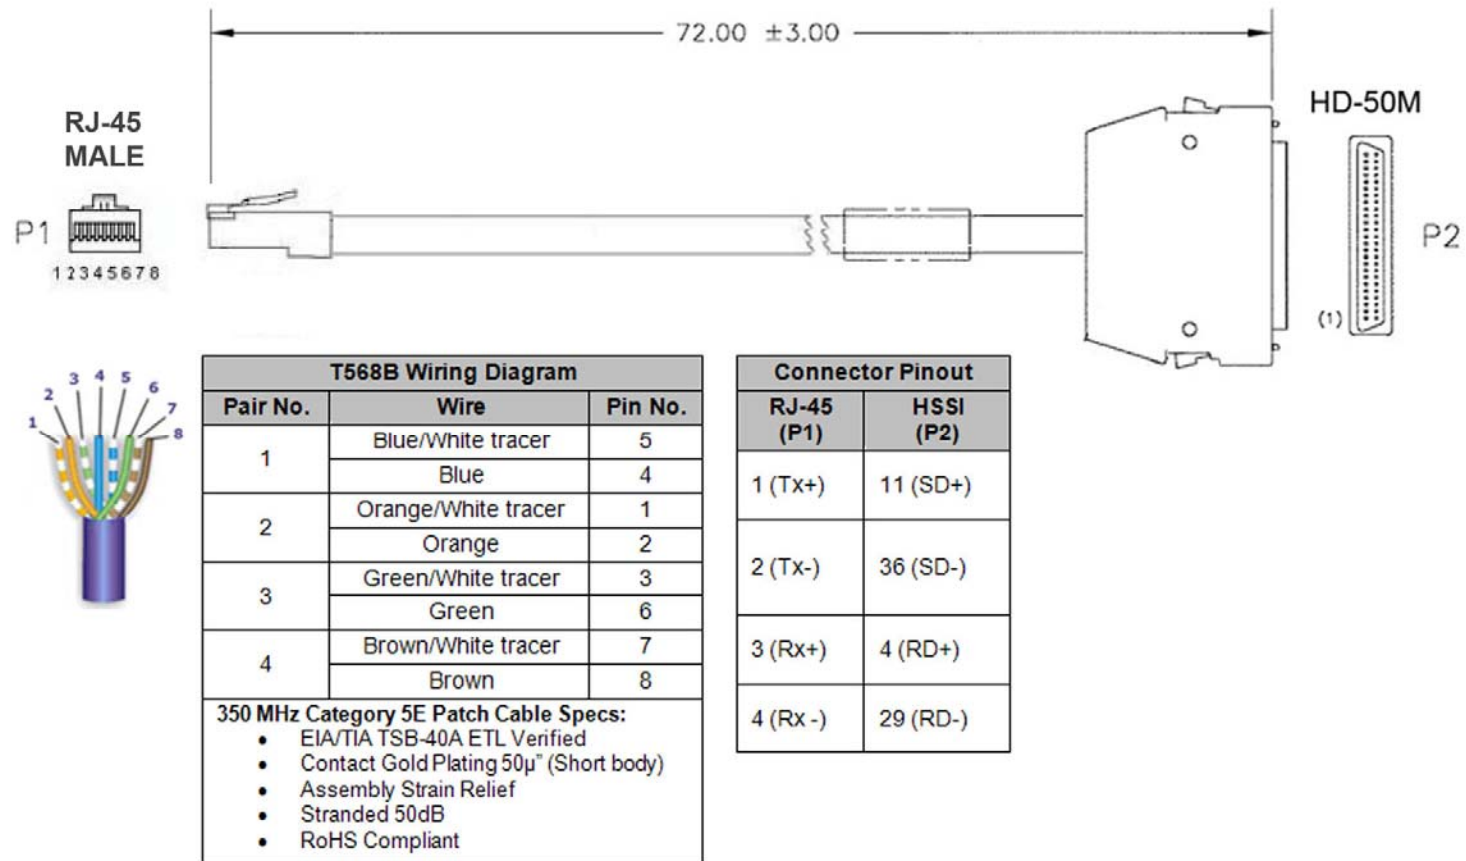 72.00 ±3.00
RJ-45
MALE
HD-50M
P1
12345678
P2
(1)
1 2 3 4 5 6 7 8
T568B Wiring Diagram
Pair No. Wire Pin No.
1 Blue/White tracer 5
Blue 4
2 Orange/White tracer 1
Orange 2
3 Green/White tracer 3
Green 6
4 Brown/White tracer 7
Brown 8
350 MHz Category 5E Patch Cable Specs:
• EIA/TIA TSB-40A ETL Verified
• Contact Gold Plating 50µ" (Short body)
• Assembly Strain Relief
• Stranded 50dB
• RoHS Compliant
Connector Pinout
RJ-45 (P1) HSSI (P2)
1 (Tx+) 11 (SD+)
2 (Tx-) 36 (SD-)
3 (Rx+) 4 (RD+)
4 (Rx -) 29 (RD-)